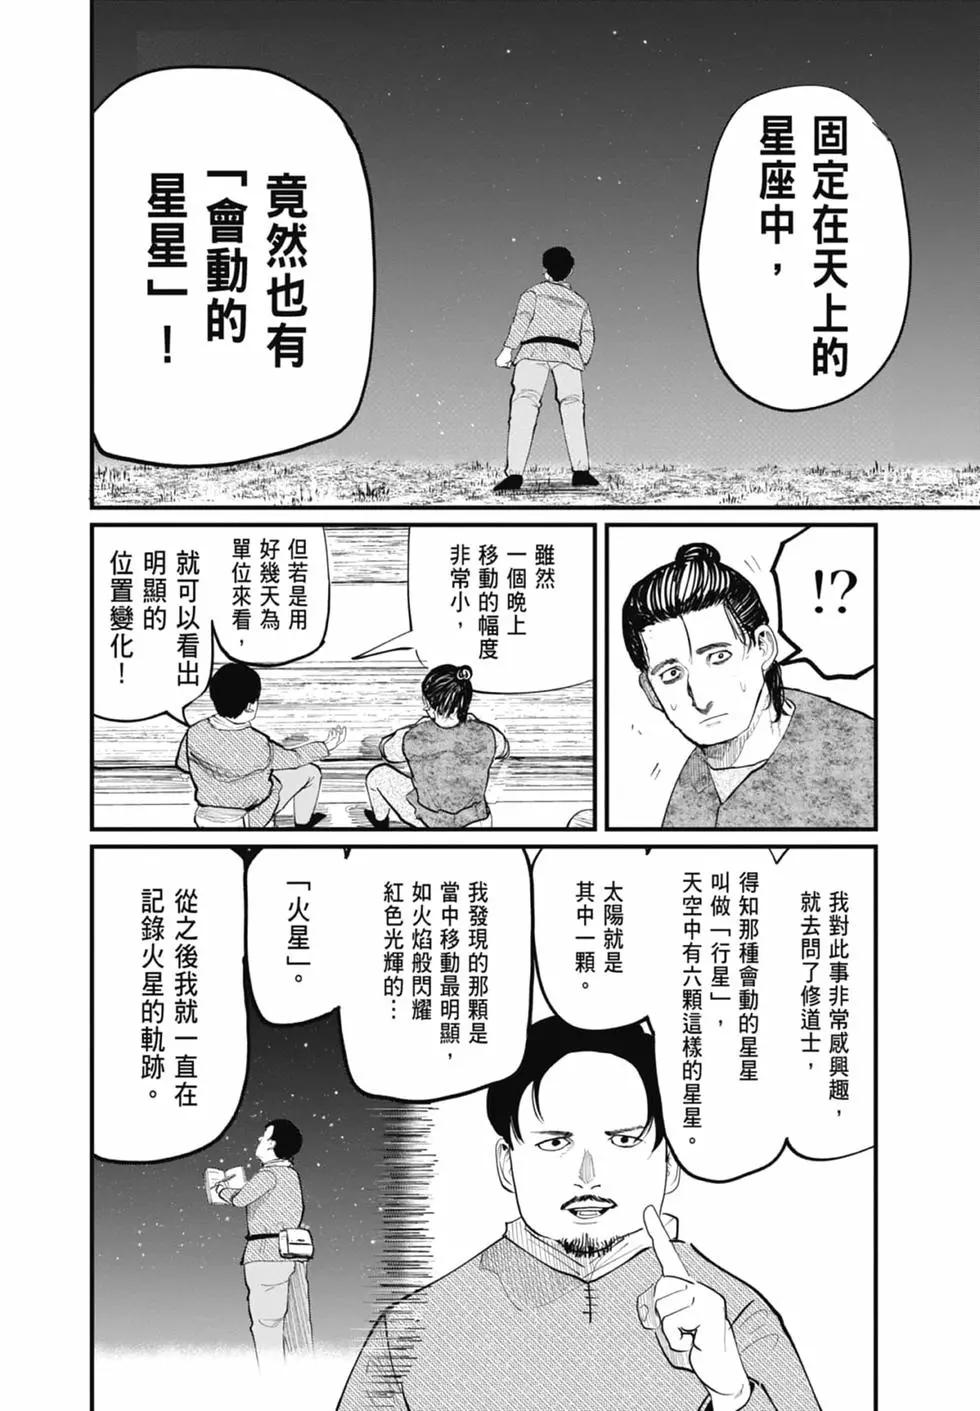 固定在天上的
星座中，
竟然也有
「會動的
星星」！
!?
雖然
一個晚上
移動的幅度
非常小，
但若是用
好幾天為
單位來看，
就可以看出
明顯的
位置變化！
我對此事非常感興趣，
就去問了修道士，
得知那種會動的星星
叫做「行星」，
天空中有六顆這樣的星星。
太陽就是
其中一顆。
我發現的那顆是
當中移動最明顯，
如火焰般閃耀
紅色光輝的…
「火星」。
從之後我就一直在
記錄火星的軌跡。